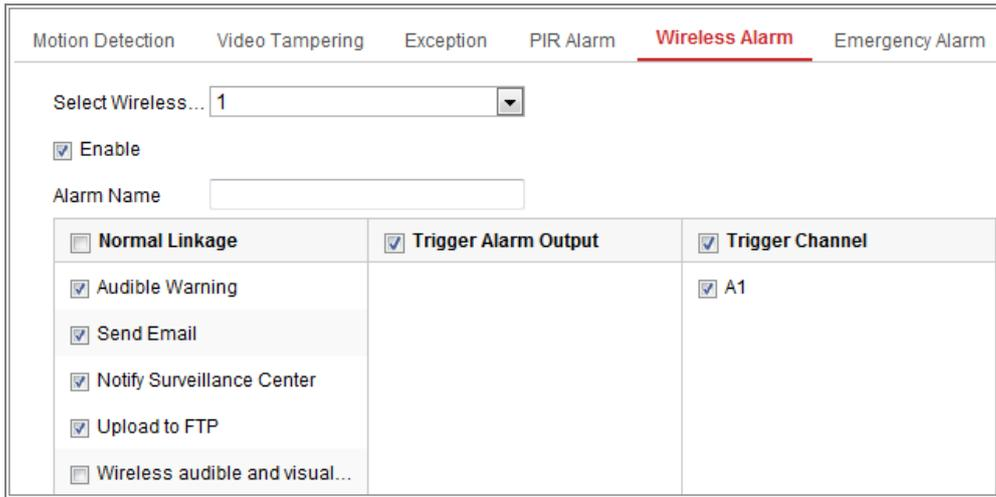 Motion Detection Video Tampering Exception PIR Alarm Wireless Alarm Emergency Alarm
Select Wireless... 1
Enable
Alarm Name
Normal Linkage Trigger Alarm Output Trigger Channel
Audible Warning A1
Send Email
Notify Surveillance Center
Upload to FTP
Wireless audible and visual...